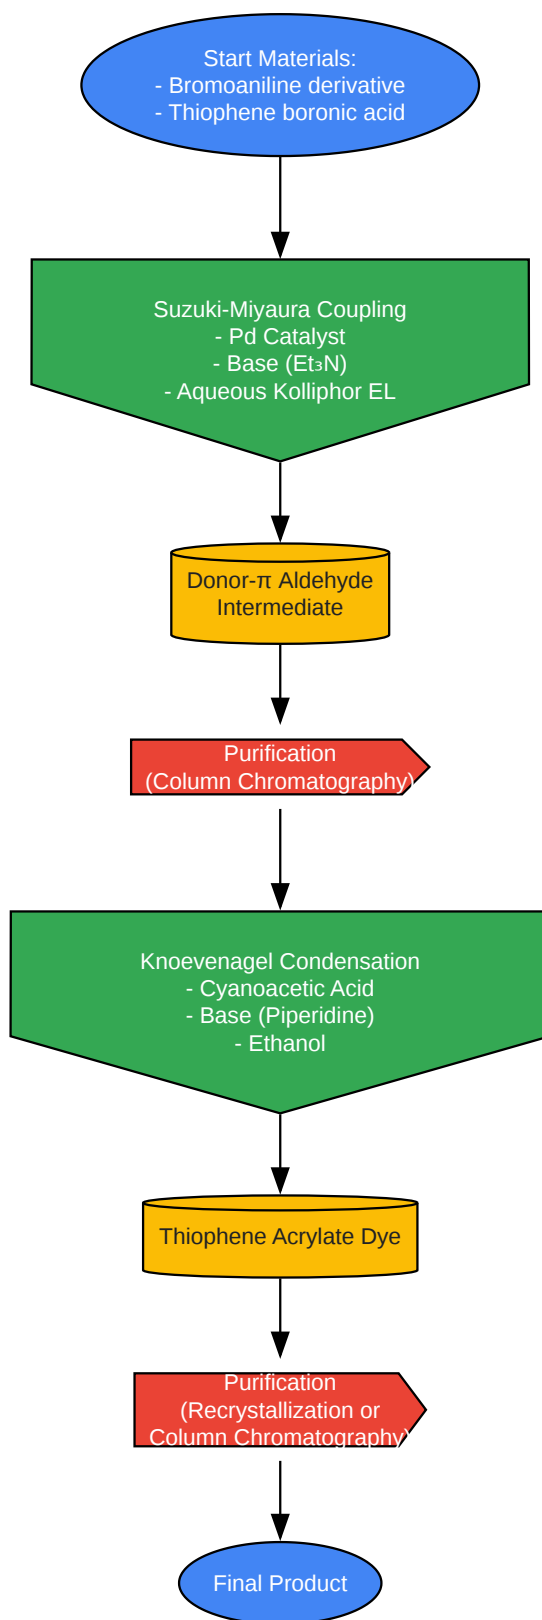 Start Materials:
- Bromoaniline derivative
- Thiophene boronic acid
Suzuki-Miyaura Coupling
- Pd Catalyst
- Base (Et₃N)
- Aqueous Kolliphor EL
Donor-π Aldehyde
Intermediate
Purification
(Column Chromatography)
Knoevenagel Condensation
- Cyanoacetic Acid
- Base (Piperidine)
- Ethanol
Thiophene Acrylate Dye
Purification
(Recrystallization or
Column Chromatography)
Final Product